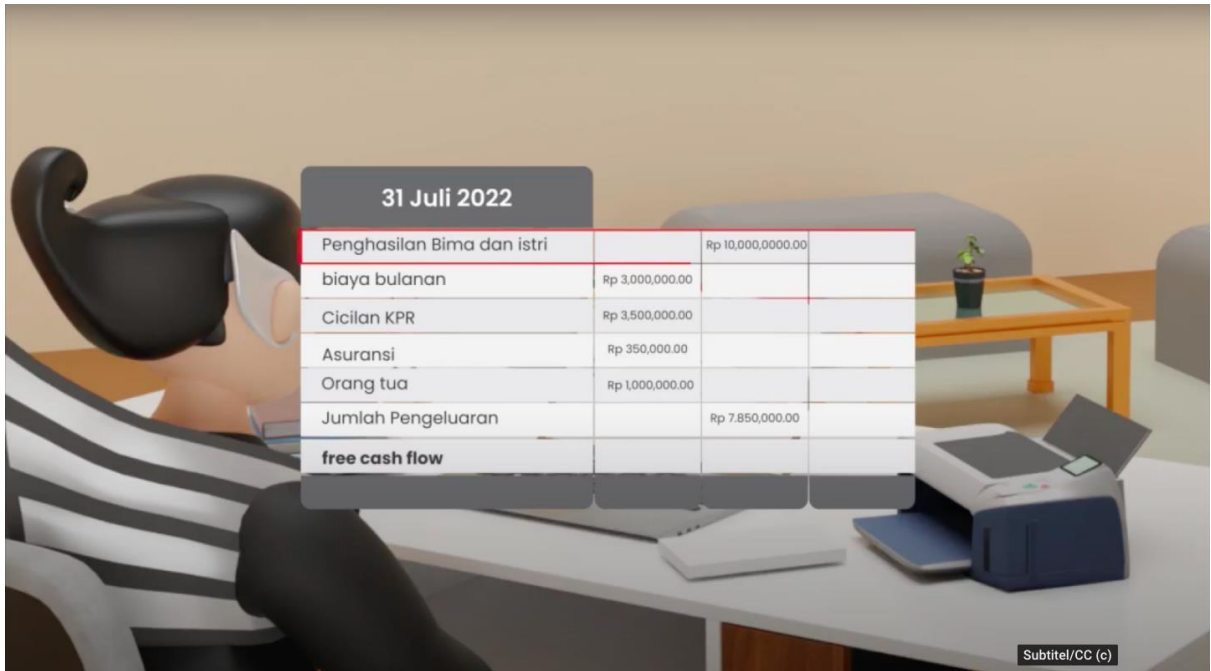 31 Juli 2022
Penghasilan Bima dan istri Rp 10,000,0000.00
biaya bulanan Rp 3,000,000.00
Cicilan KPR Rp 3,500,000.00
Asuransi Rp 350,000.00
Orang tua Rp 1,000,000.00
Jumlah Pengeluaran Rp 7.850,000.00
free cash flow
Subtitel/CC (c)